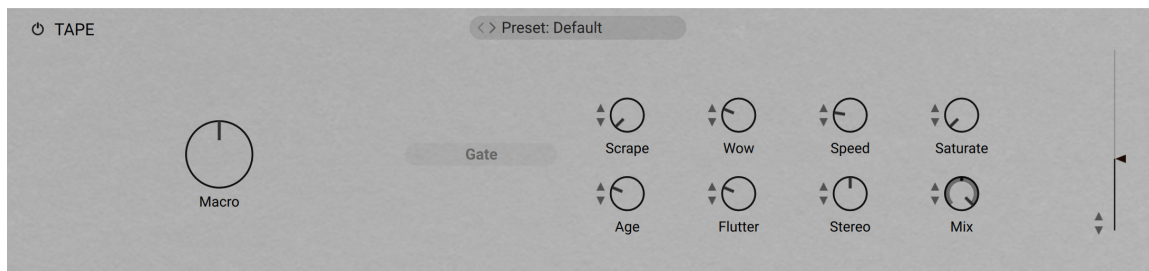 TAPE
Preset: Default
Gate
Macro
Scrape
Wow
Speed
Saturate
Age
Flutter
Stereo
Mix